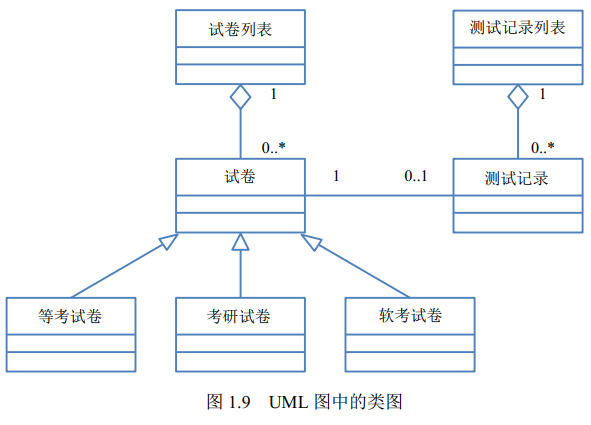 试卷列表
测试记录列表
1
1
0..*
0..*
试卷
1
0..1
测试记录
等考试卷
考研试卷
软考试卷
图 1.9 UML 图中的类图